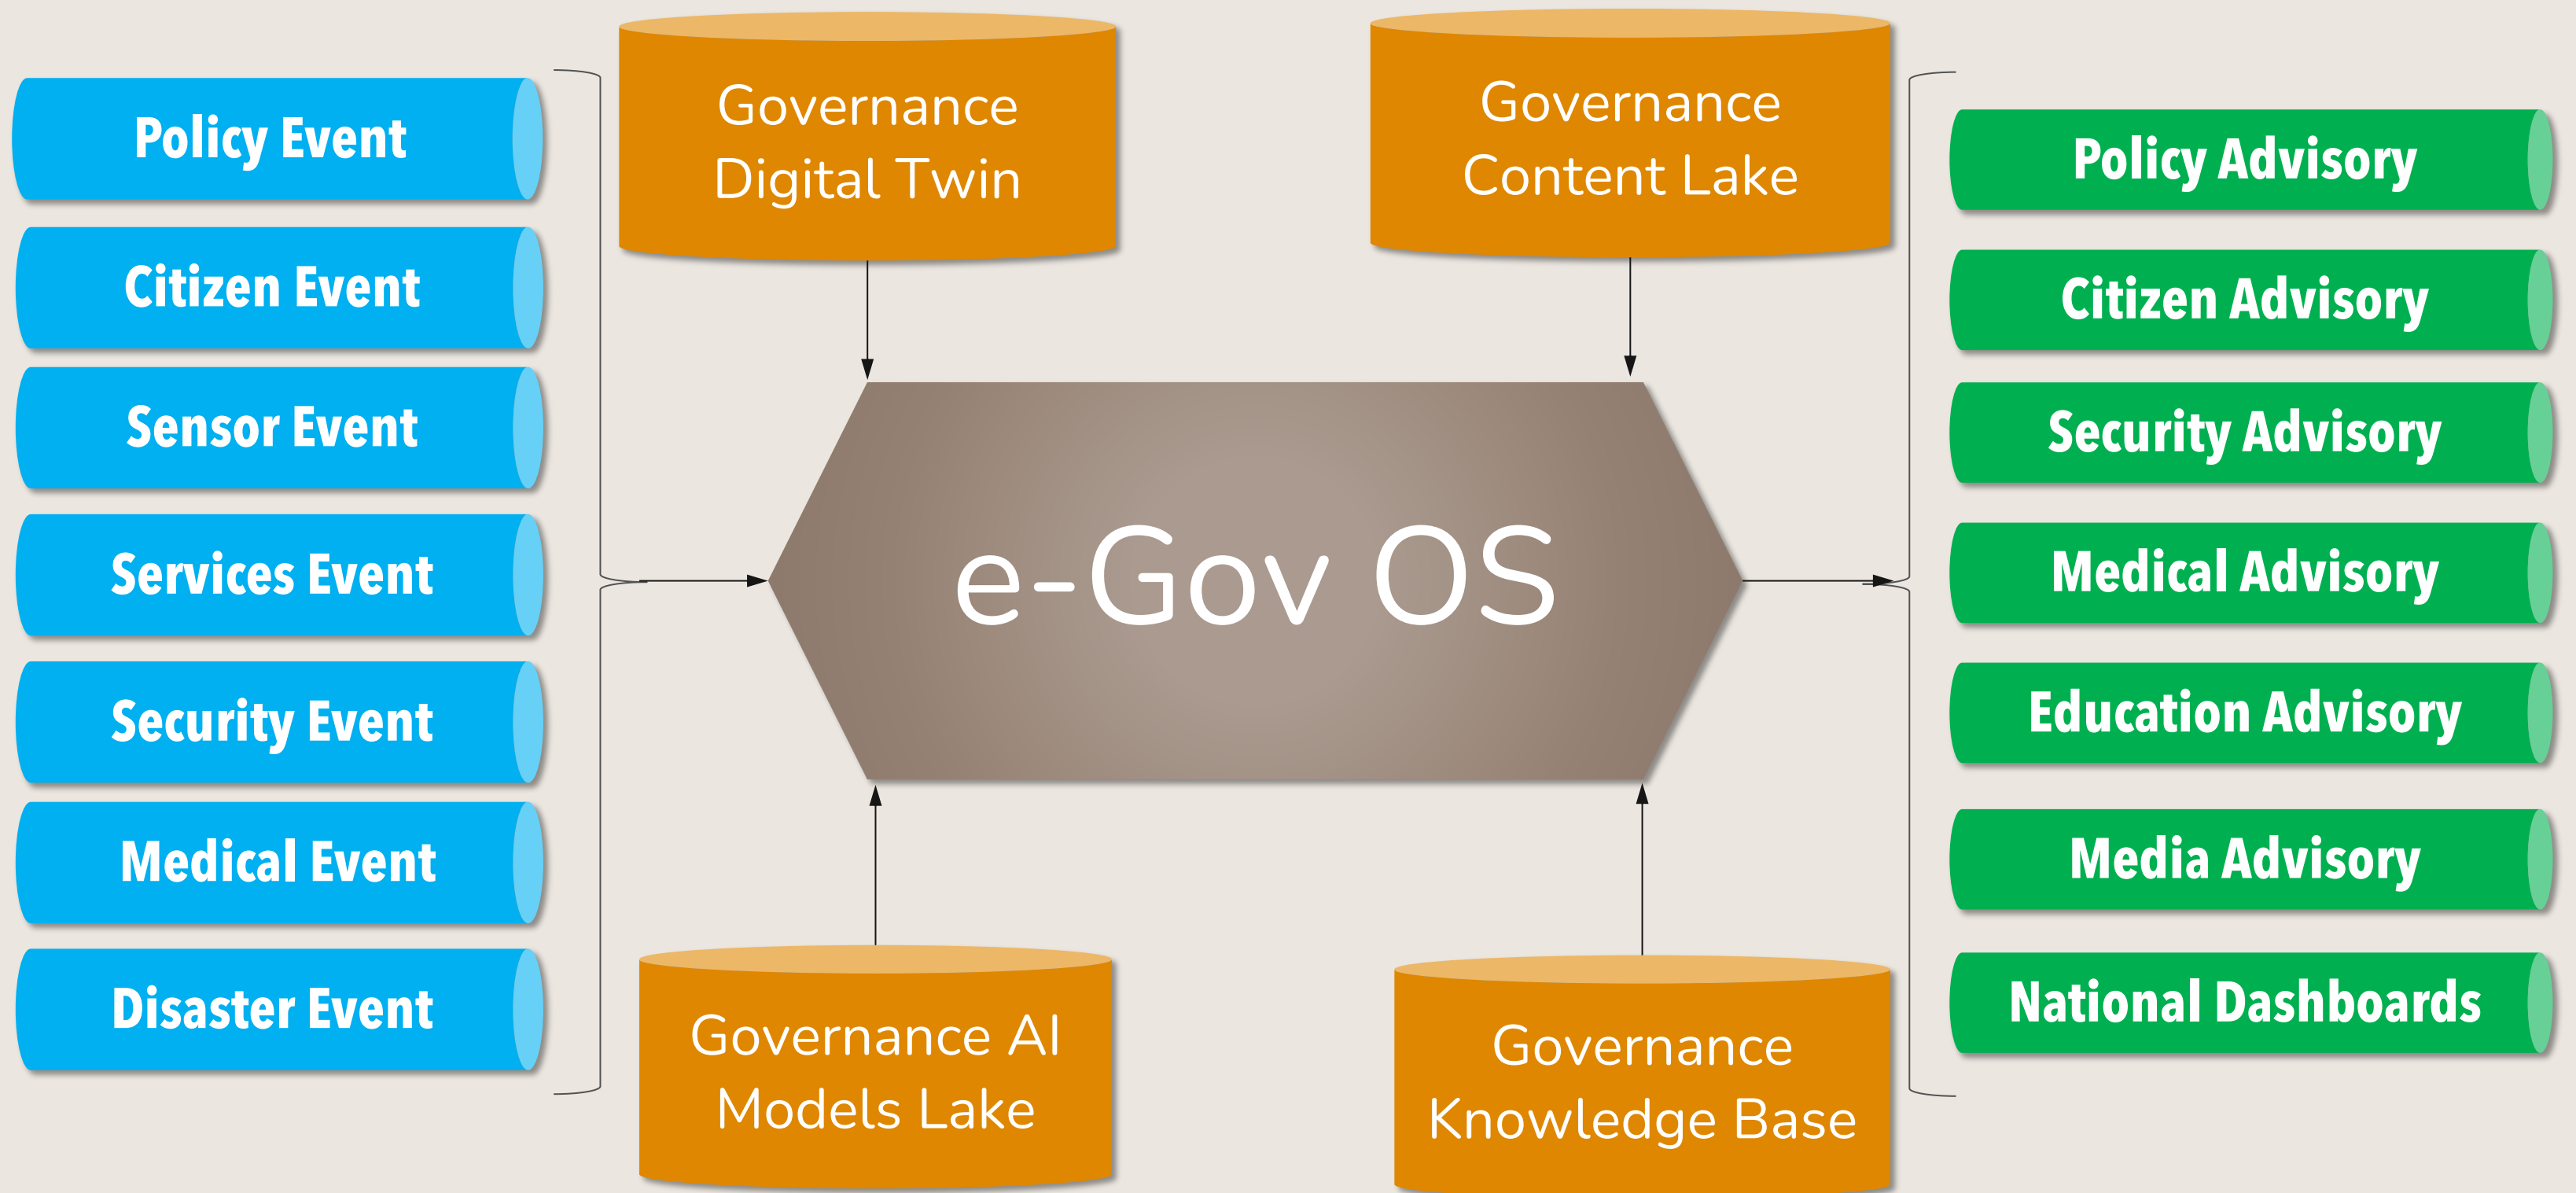 Policy Event
Citizen Event
Sensor Event
Services Event
Security Event
Medical Event
Disaster Event
Governance
Digital Twin
Governance
Content Lake
e-Gov OS
Governance AI
Models Lake
Governance
Knowledge Base
Policy Advisory
Citizen Advisory
Security Advisory
Medical Advisory
Education Advisory
Media Advisory
National Dashboards